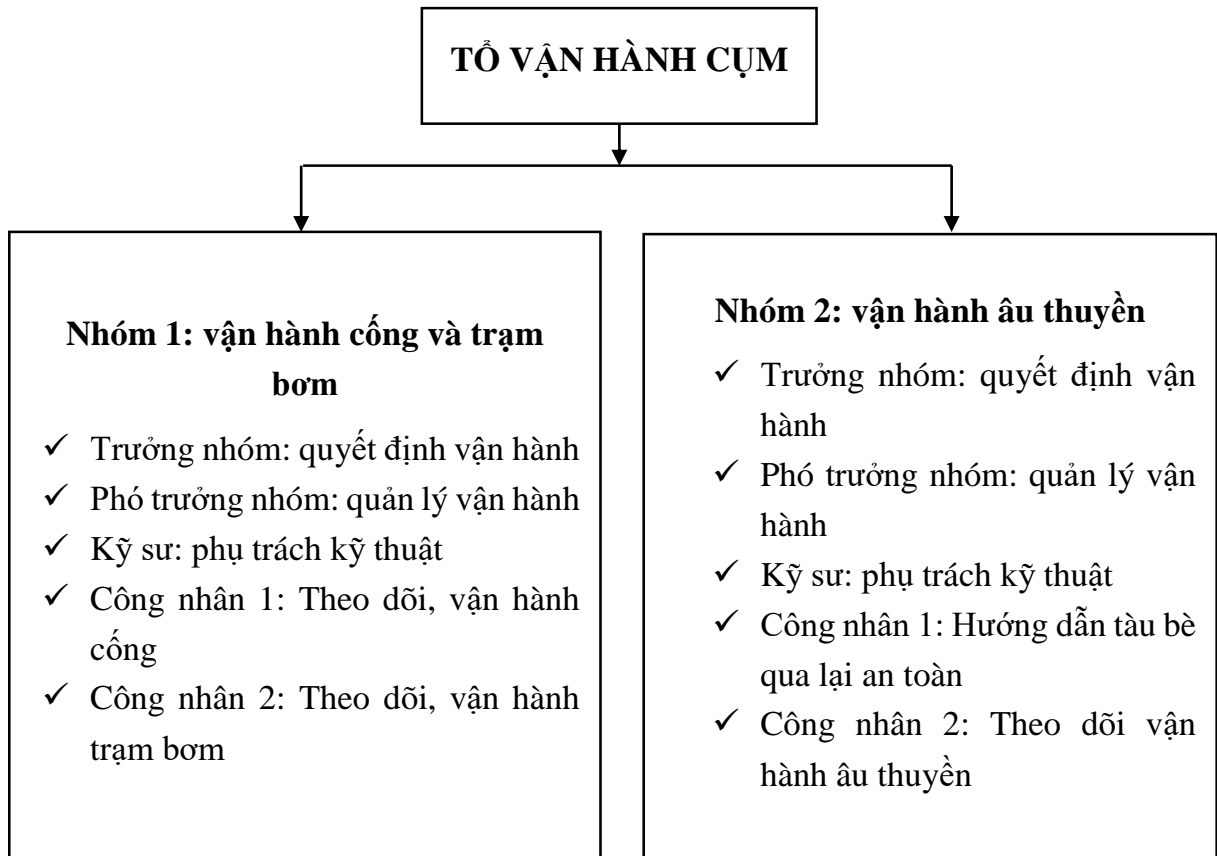 TỔ VẬN HÀNH CỤM
Nhóm 1: vận hành cống và trạm
bơm
✓ Trưởng nhóm: quyết định vận hành
✓ Phó trưởng nhóm: quản lý vận hành
✓ Kỹ sư: phụ trách kỹ thuật
✓ Công nhân 1: Theo dõi, vận hành
cống
✓ Công nhân 2: Theo dõi, vận hành
trạm bơm
Nhóm 2: vận hành âu thuyền
✓ Trưởng nhóm: quyết định vận
hành
✓ Phó trưởng nhóm: quản lý vận
hành
✓ Kỹ sư: phụ trách kỹ thuật
✓ Công nhân 1: Hướng dẫn tàu bè
qua lại an toàn
✓ Công nhân 2: Theo dõi vận
hành âu thuyền